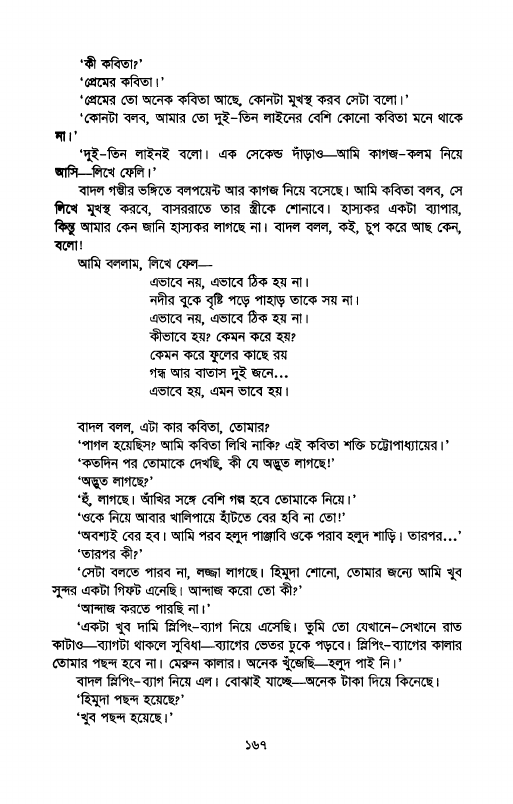 ‘কী কবিতা?’
‘প্রেমের কবিতা।’
‘প্রেমের তো অনেক কবিতা আছে, কোনটা মুখস্থ করব সেটা বলো।’
‘কোনটা বলব, আমার তো দুই-তিন লাইনের বেশি কোনো কবিতা মনে থাকে
না।’
‘দুই-তিন লাইনই বলো। এক সেকেন্ড দাঁড়াও—আমি কাগজ-কলম নিয়ে
আসি—লিখে ফেলি।’
বাদল গম্ভীর ভঙ্গিতে বলপয়েন্ট আর কাগজ নিয়ে বসেছে। আমি কবিতা বলব, সে
লিখে মুখস্থ করবে, বাসররাতে তার স্ত্রীকে শোনাবে। হাস্যকর একটা ব্যাপার,
কিন্তু আমার কেন জানি হাস্যকর লাগছে না। বাদল বলল, কই, চুপ করে আছ কেন,
বলো!
আমি বললাম, লিখে ফেল—
এভাবে নয়, এভাবে ঠিক হয় না।
নদীর বুকে বৃষ্টি পড়ে পাহাড় তাকে সয় না।
এভাবে নয়, এভাবে ঠিক হয় না।
কীভাবে হয়? কেমন করে হয়?
কেমন করে ফুলের কাছে রয়
গন্ধ আর বাতাস দুই জনে...
এভাবে হয়, এমন ভাবে হয়।
বাদল বলল, এটা কার কবিতা, তোমার?
‘পাগল হয়েছিস? আমি কবিতা লিখি নাকি? এই কবিতা শক্তি চট্টোপাধ্যায়ের।’
‘কতদিন পর তোমাকে দেখছি, কী যে অদ্ভুত লাগছে!’
‘অদ্ভুত লাগছে?’
‘হুঁ, লাগছে। আঁখির সঙ্গে বেশি গল্প হবে তোমাকে নিয়ে।’
‘ওকে নিয়ে আবার খালিপায়ে হাঁটতে বের হবি না তো!’
‘অবশ্যই বের হব। আমি পরব হলুদ পাঞ্জাবি ওকে পরাব হলুদ শাড়ি। তারপর...’
‘তারপর কী?’
‘সেটা বলতে পারব না, লজ্জা লাগছে। হিমুদা শোনো, তোমার জন্যে আমি খুব
সুন্দর একটা গিফট এনেছি। আন্দাজ করো তো কী?’
‘আন্দাজ করতে পারছি না।’
‘একটা খুব দামি স্লিপিং-ব্যাগ নিয়ে এসেছি। তুমি তো যেখানে-সেখানে রাত
কাটাও—ব্যাগটা থাকলে সুবিধা—ব্যাগের ভেতর ঢুকে পড়বে। স্লিপিং-ব্যাগের কালার
তোমার পছন্দ হবে না। মেরুন কালার। অনেক খুঁজেছি—হলুদ পাই নি।’
বাদল স্লিপিং-ব্যাগ নিয়ে এল। বোঝাই যাচ্ছে—অনেক টাকা দিয়ে কিনেছে।
‘হিমুদা পছন্দ হয়েছে?’
‘খুব পছন্দ হয়েছে।’
১৬৭